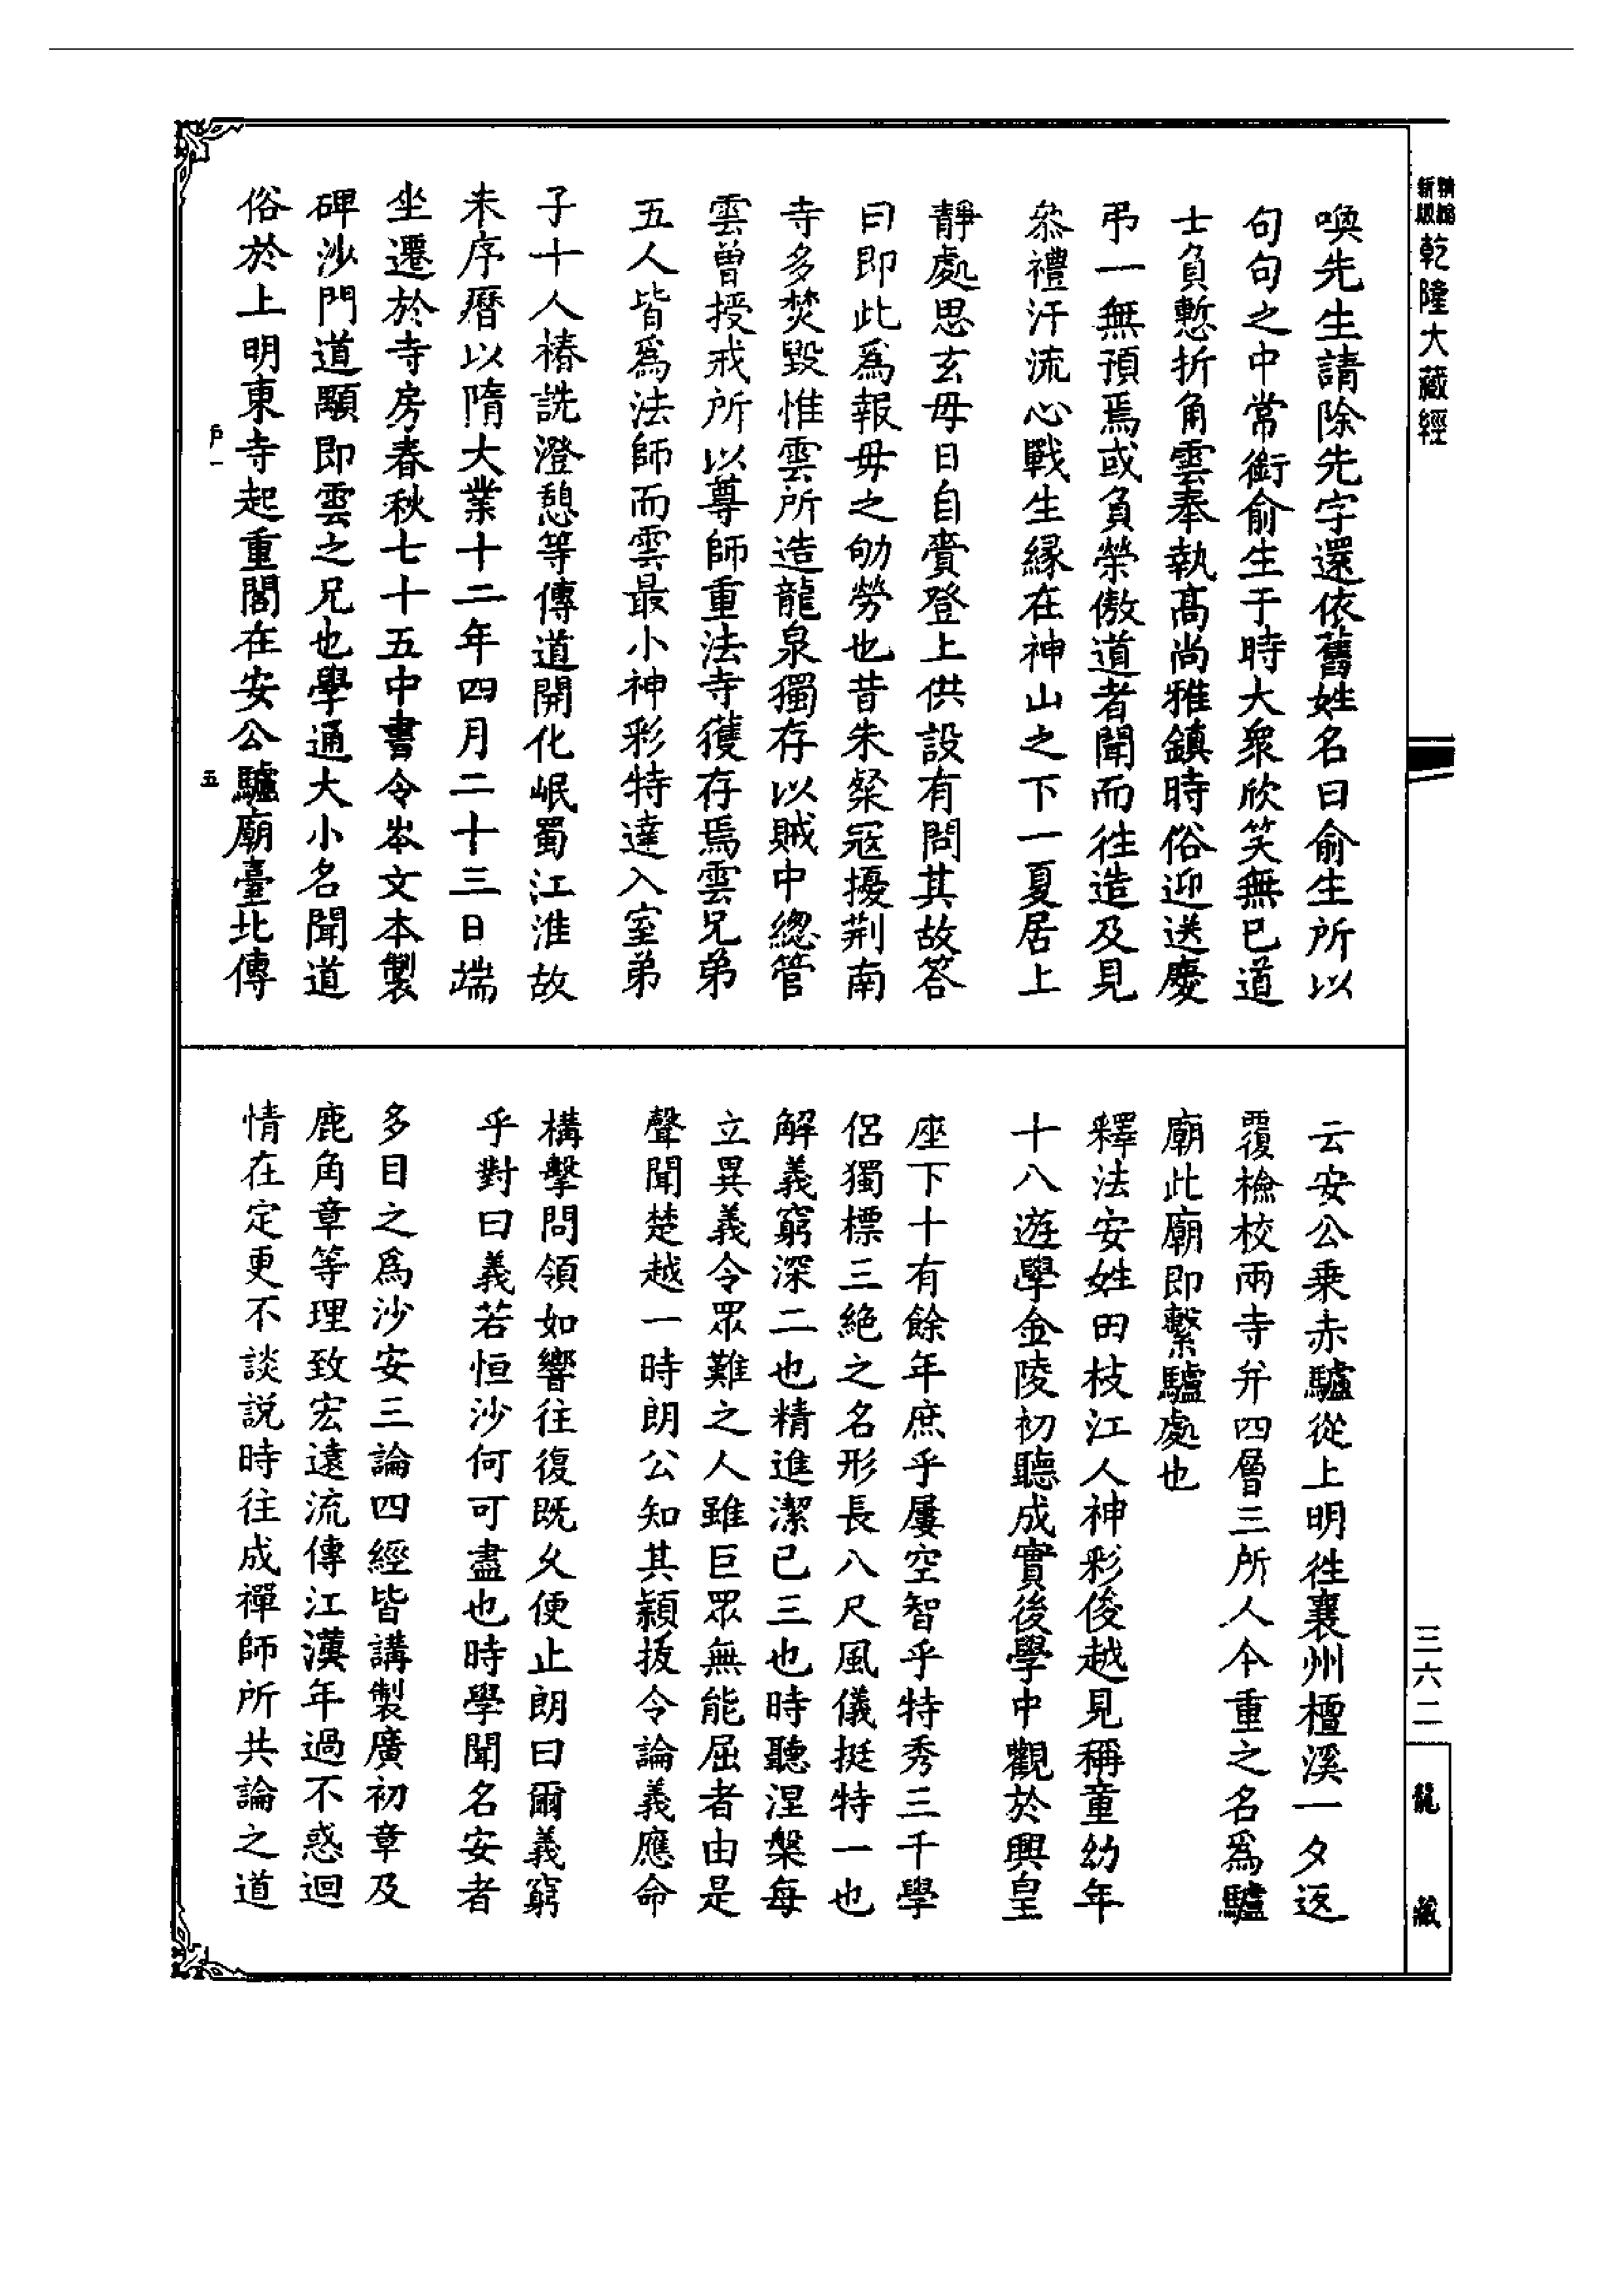 精編
新版
乾隆大藏經
喚先生請除先字還依舊姓名曰俞生所以
句句之中常銜俞生于時大衆欣笑無已道
士負慙折角雲奉執髙尚雅鎮時俗迎送慶
弔一無預焉或負榮傲道者聞而徃造及見
叅禮汗流心戰生縁在神山之下一夏居上
靜處思玄母日自賷登上供設有問其故答
曰即此爲報母之劬勞也昔朱粲宼擾荆南
寺多焚毀惟雲所造龍泉獨存以賊中緫管
雲曽授戒所以尊師重法寺獲存焉雲兄弟
五人皆爲法師而雲最小神彩特達入室弟
子十人椿詵澄憩等傳道開化岷蜀江淮故
未序曆以隋大業十二年四月二十三日端
坐遷於寺房春秋七十五中書令岑文本製
碑沙門道顒即雲之兄也學通大小名聞道
俗於上明東寺起重閣在安公驢廟臺北傳
户一
五
云安公乗赤驢從上明徃襄州檀溪一夕返
覆檢校兩寺并四層三所人今重之名爲驢
廟此廟即繫驢處也
釋法安姓田枝江人神彩俊越見稱童幼年
十八遊學金陵初聽成實後學中觀於興皇
座下十有餘年庶乎屢空智乎特秀三千學
侣獨標三絶之名形長八尺風儀挺特一也
解義窮深二也精進潔已三也時聽涅槃每
立異義令眾難之人雖巨眾無能屈者由是
聲聞楚越一時朗公知其穎拔令論義應命
構擊問領如響往復既久便止朗曰爾義窮
乎對曰義若恒沙何可盡也時學聞名安者
多目之爲沙安三論四經皆講製廣初章及
鹿角章等理致宏遠流傳江漢年過不惑迴
情在定更不談説時往成禪師所共論之道
三六二
龍藏